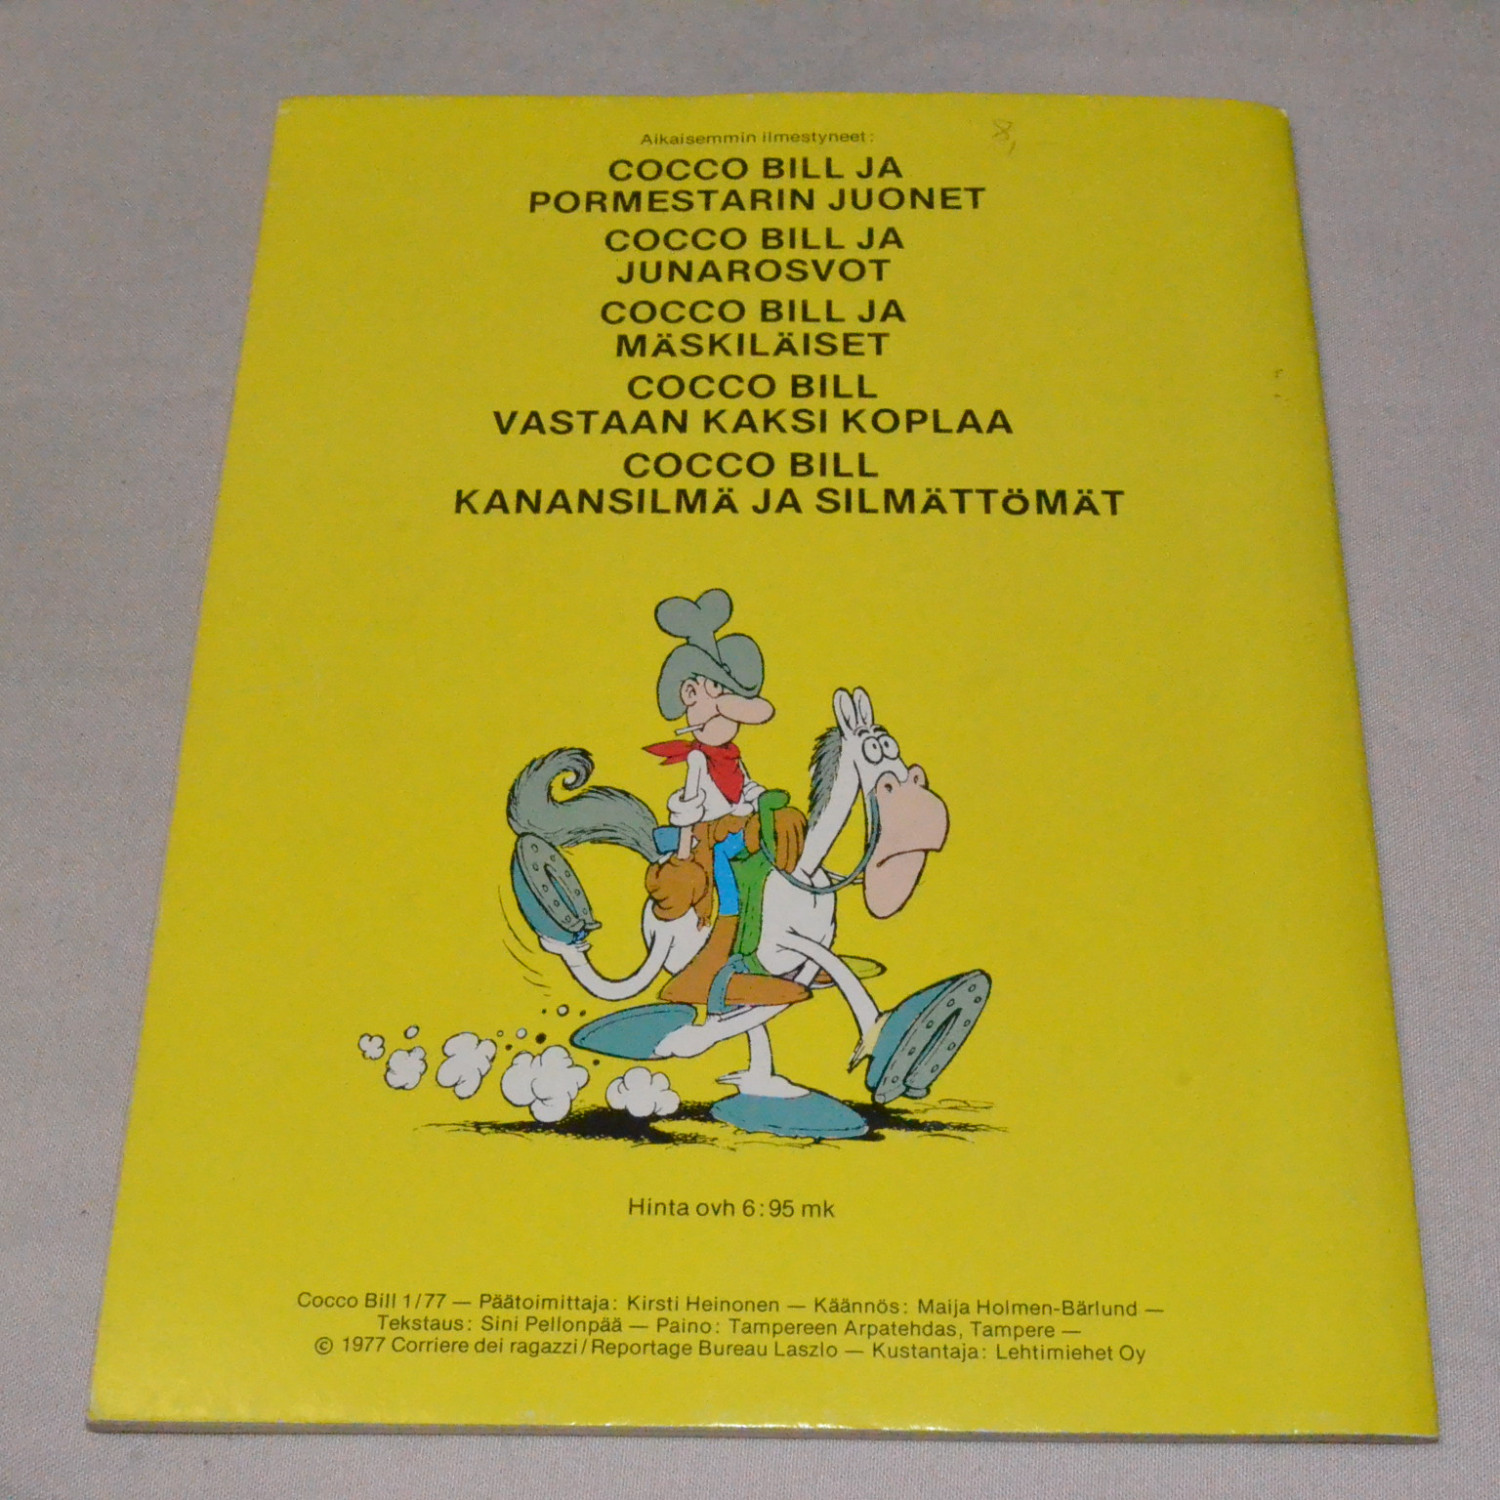 Aikaisemmin ilmestyneet:
8,
COCCO BILL JA
PORMESTARIN JUONET
COCCO BILL JA
JUNAROSVOT
COCCO BILL JA
MÄSKILÄISET
COCCO BILL
VASTAAN KAKSI KOPLAA
COCCO BILL
KANANSILMÄ JA SILMÄTTÖMÄT
Hinta ovh 6:95 mk
Cocco Bill 1/77 — Päätoimittaja: Kirsti Heinonen — Käännös: Maija Holmen-Bärlund —
Tekstaus: Sini Pellonpää — Paino: Tampereen Arpatehdas, Tampere —
© 1977 Corriere dei ragazzi/Reportage Bureau Laszlo — Kustantaja: Lehtimiehet Oy